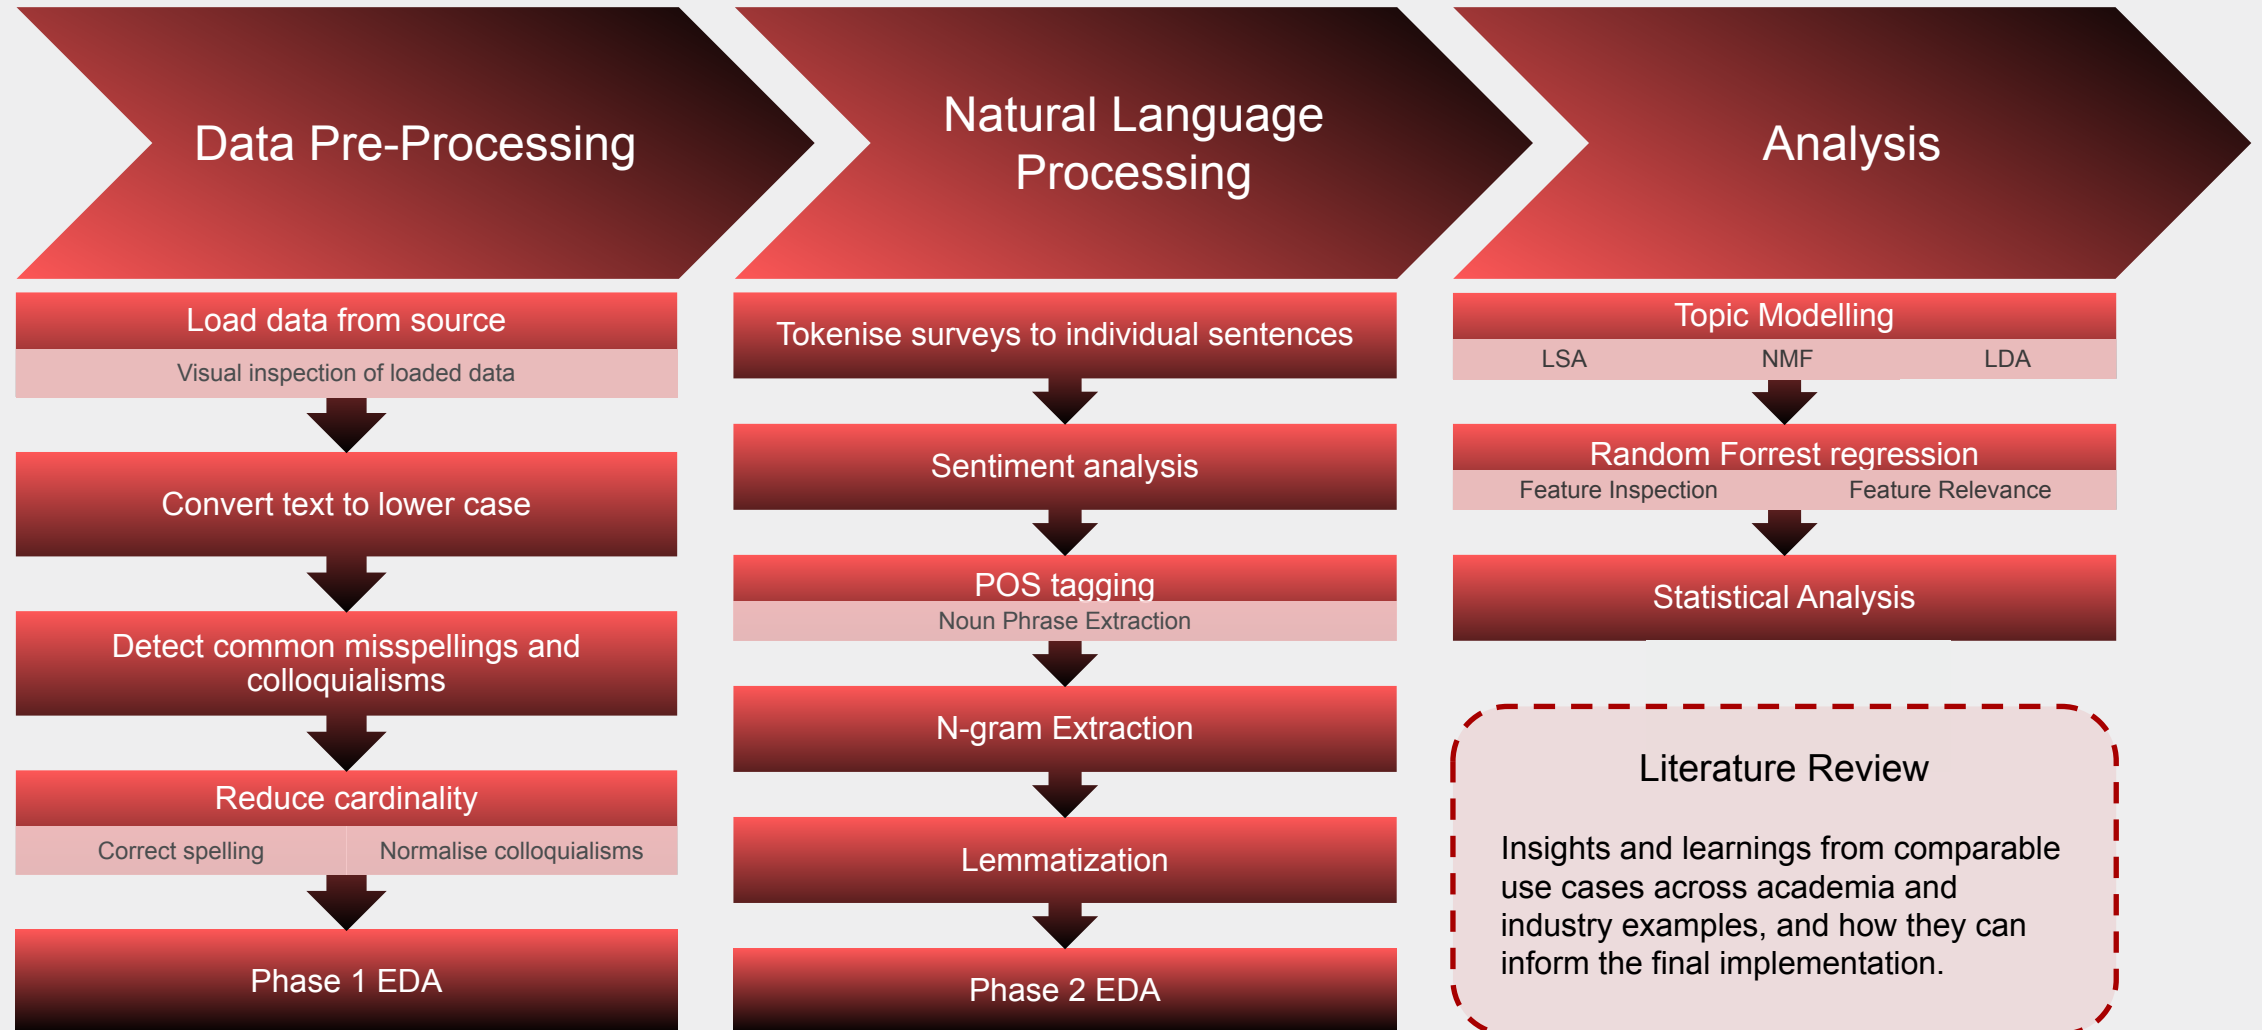 Data Pre-Processing
Load data from source
Visual inspection of loaded data
Convert text to lower case
Detect common misspellings and
colloquialisms
Reduce cardinality
Correct spelling
Normalise colloquialisms
Phase 1 EDA
Natural Language
Processing
Tokenise surveys to individual sentences
Sentiment analysis
POS tagging
Noun Phrase Extraction
N-gram Extraction
Lemmatization
Phase 2 EDA
Analysis
Topic Modelling
LSA
NMF
LDA
Random Forrest regression
Feature Inspection
Feature Relevance
Statistical Analysis
Literature Review
Insights and learnings from comparable
use cases across academia and
industry examples, and how they can
inform the final implementation.